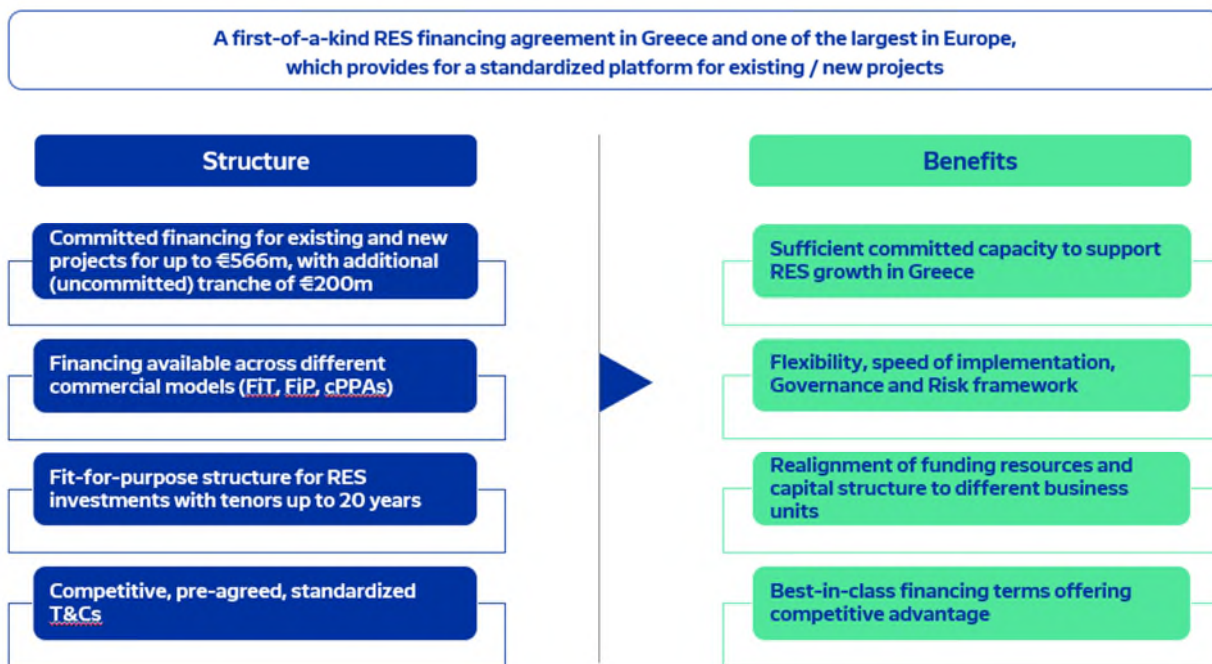 A first-of-a-kind RES financing agreement in Greece and one of the largest in Europe,
which provides for a standardized platform for existing / new projects
Structure
Committed financing for existing and new
projects for up to €566m, with additional
(uncommitted) tranche of €200m
Financing available across different
commercial models (FiT, FiP, cPPAs)
Fit-for-purpose structure for RES
investments with tenors up to 20 years
Competitive, pre-agreed, standardized
T&Cs
Benefits
Sufficient committed capacity to support
RES growth in Greece
Flexibility, speed of implementation,
Governance and Risk framework
Realignment of funding resources and
capital structure to different business
units
Best-in-class financing terms offering
competitive advantage